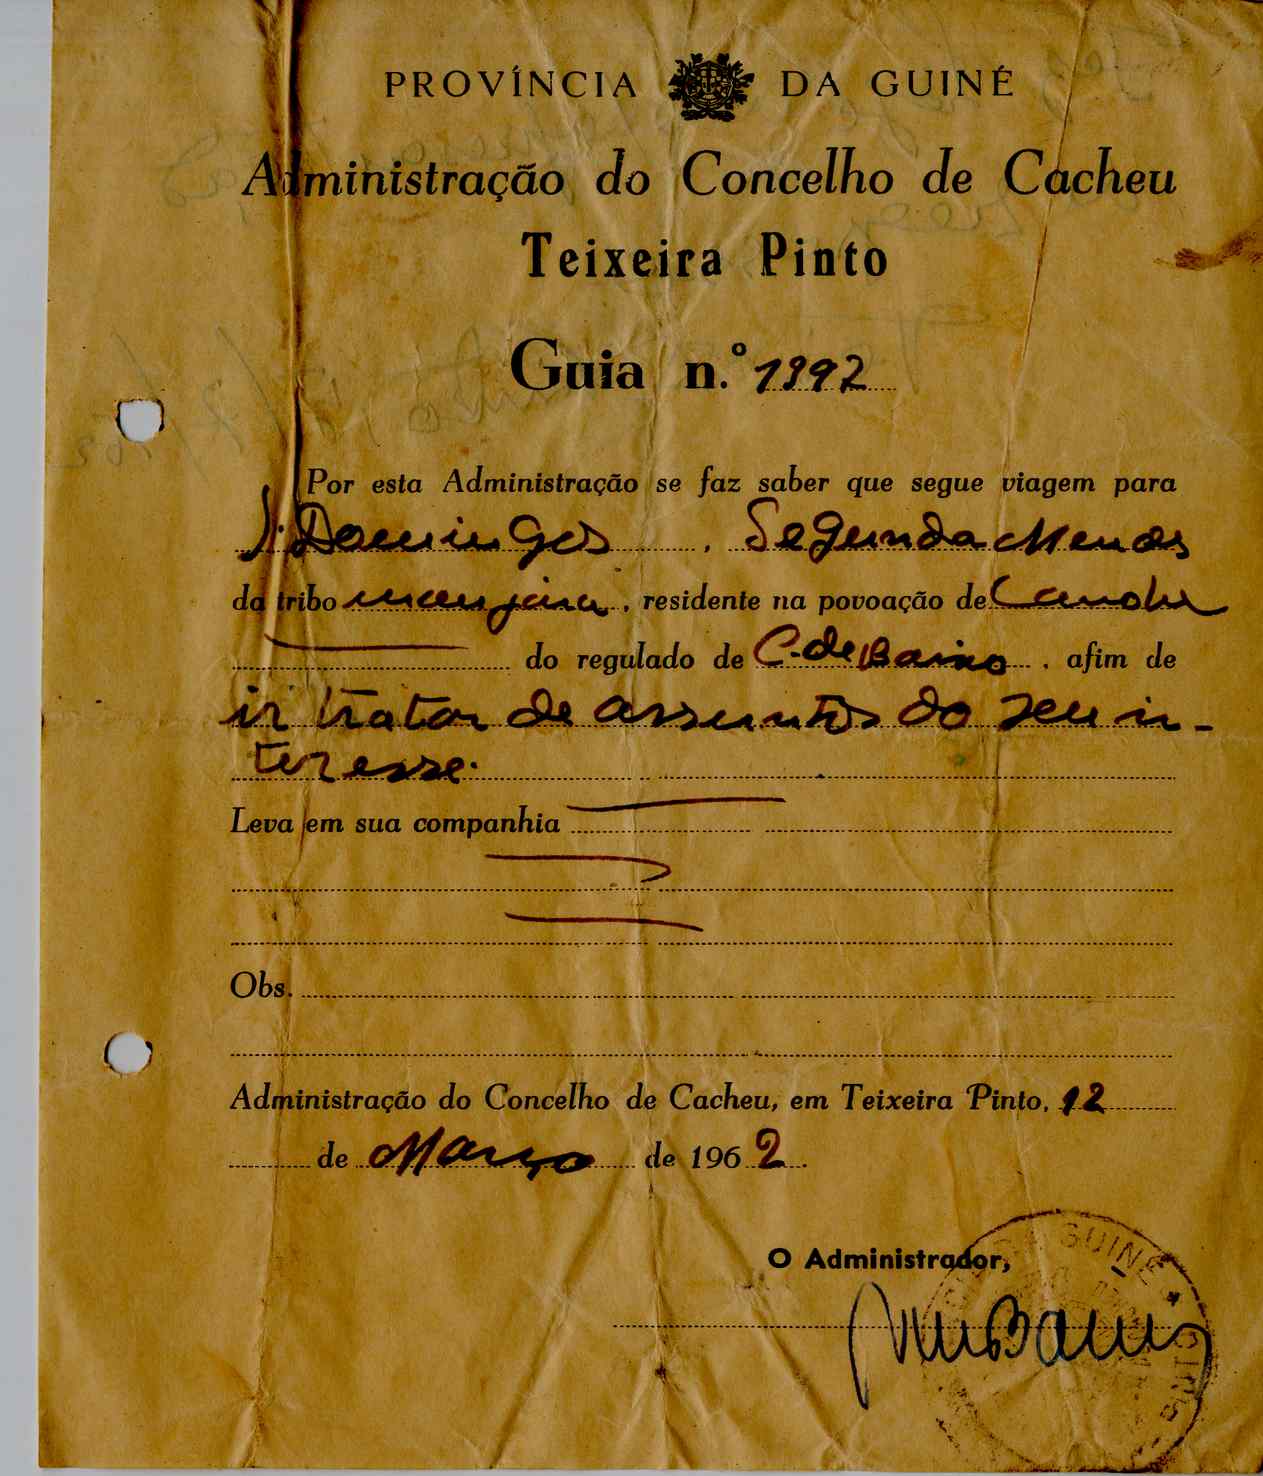 PROVÍNCIA DA GUINÉ
Administração do Concelho de Cacheu
Teixeira Pinto
Guia n.º 1392
Por esta Administração se faz saber que segue viagem para
S. Domingos, Segunda Mendes
da tribo manjaca, residente na povoação de
do regulado de C. de Baixo, afim de
ir tratar de assuntos do seu in-
teresse.
Leva em sua companhia
Obs.
Administração do Concelho de Cacheu, em Teixeira Pinto, 12
de Março de 1962.
O Administrador,
GUINÉ